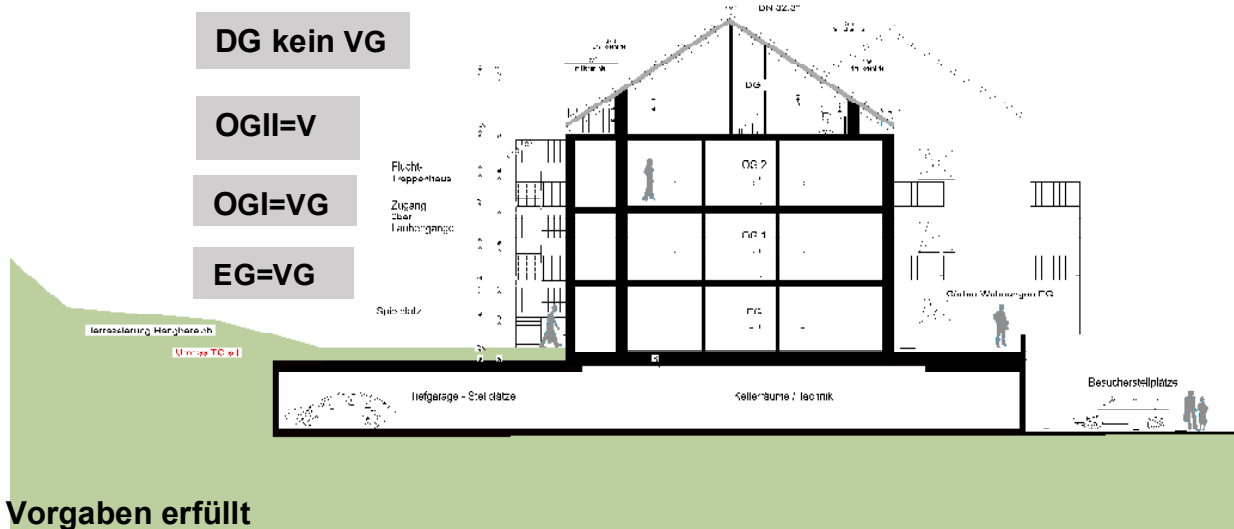 DG kein VG
OGII=V
OGI=VG
EG=VG
DG
OG 2
Flucht-
Treppenhaus
Zugang
über
Laubengänge
OG 1
Gärten Wohnungen EG
Spielplatz
EG
Terrassierung Hangbereich
Besucherstellplätze
Tiefgarage - Stellplätze
Kellerräume / Technik
Vorgaben erfüllt